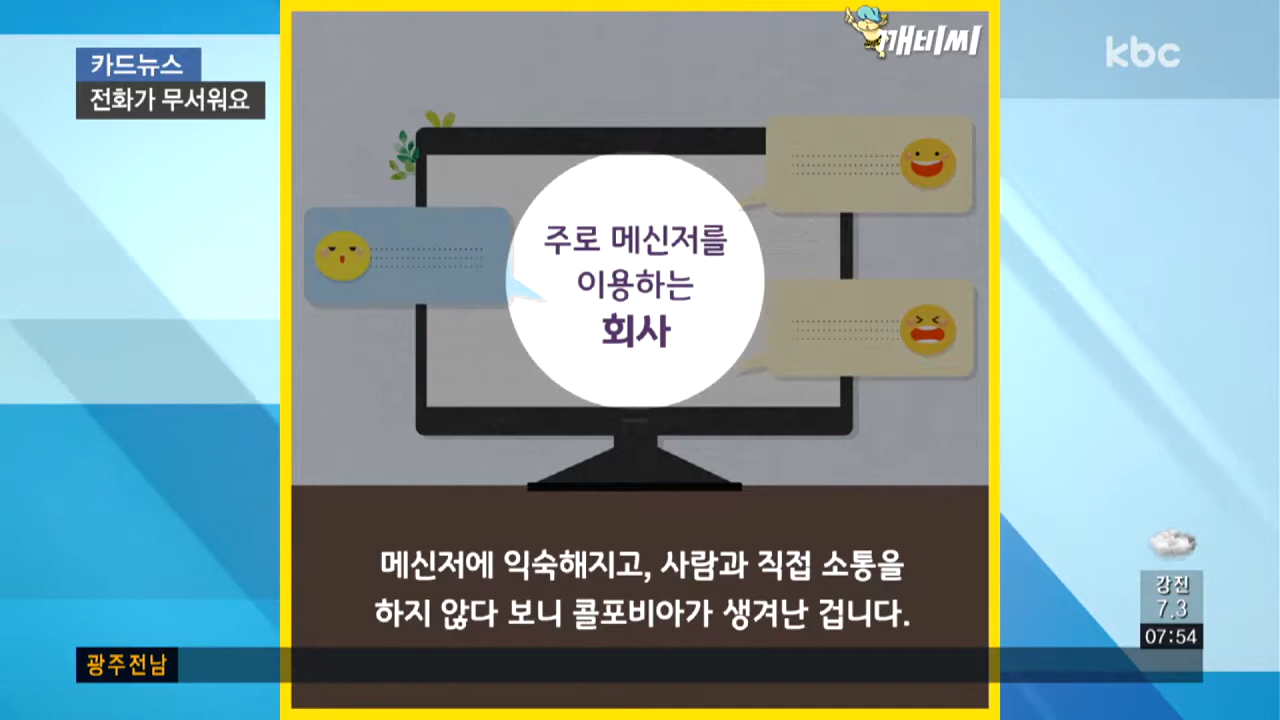 카드뉴스
전화가 무서워요
깨티씨
kbc
주로 메신저를
이용하는
회사
메신저에 익숙해지고, 사람과 직접 소통을
하지 않다 보니 콜포비아가 생겨난 겁니다.
강진
7.3
07:54
광주전남